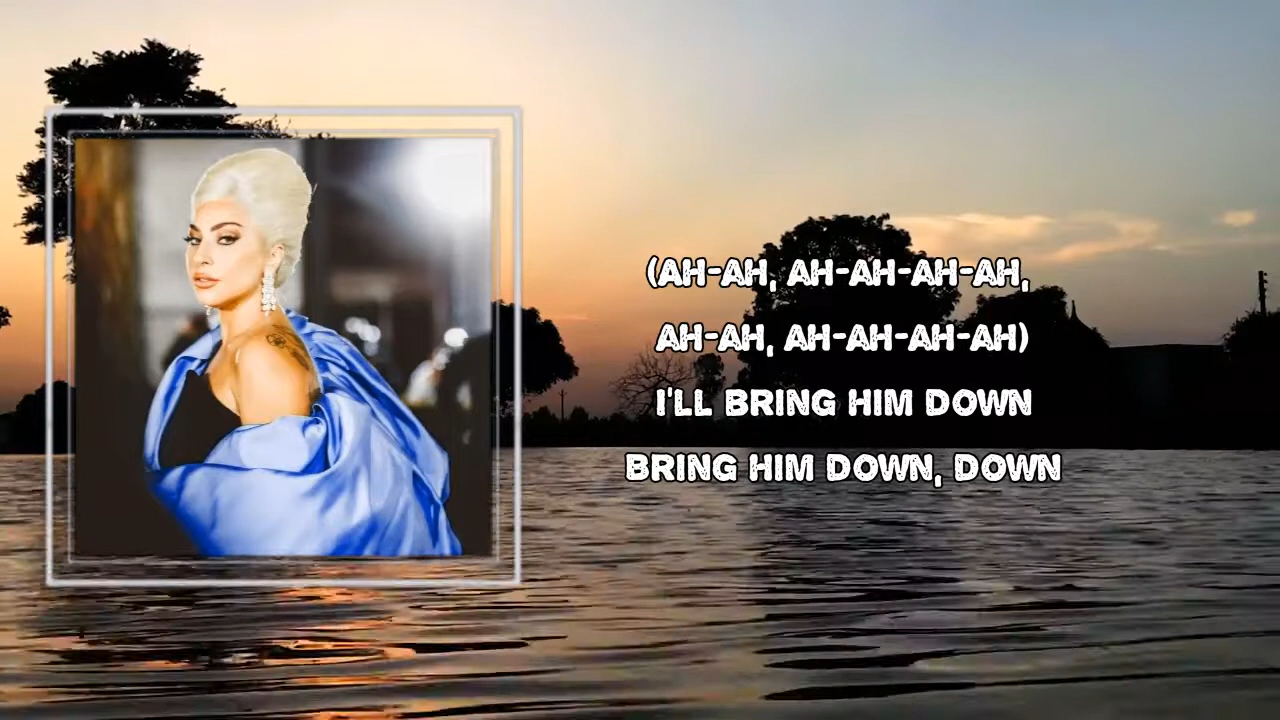 (AH-AH, AH-AH-AH-AH,
AH-AH, AH-AH-AH-AH)
I'LL BRING HIM DOWN
BRING HIM DOWN, DOWN